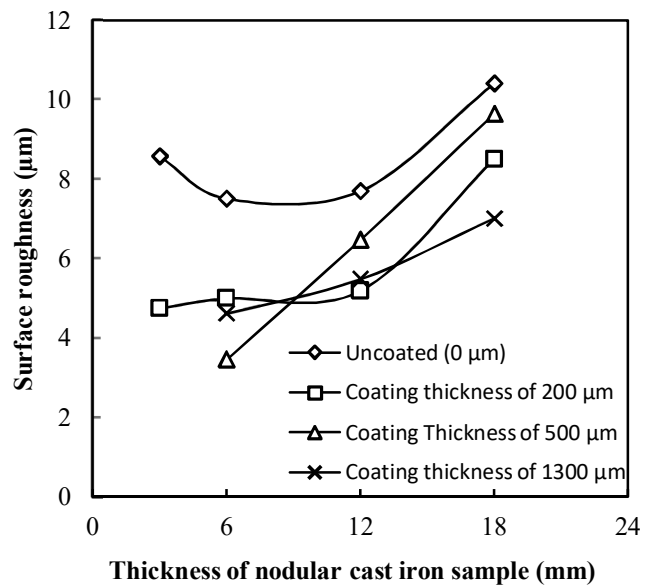 12
10
8
6
4
2
0
Surface roughness (µm)
Uncoated (0 µm)
Coating thickness of 200 µm
Coating Thickness of 500 µm
Coating thickness of 1300 µm
0 6 12 18 24
Thickness of nodular cast iron sample (mm)